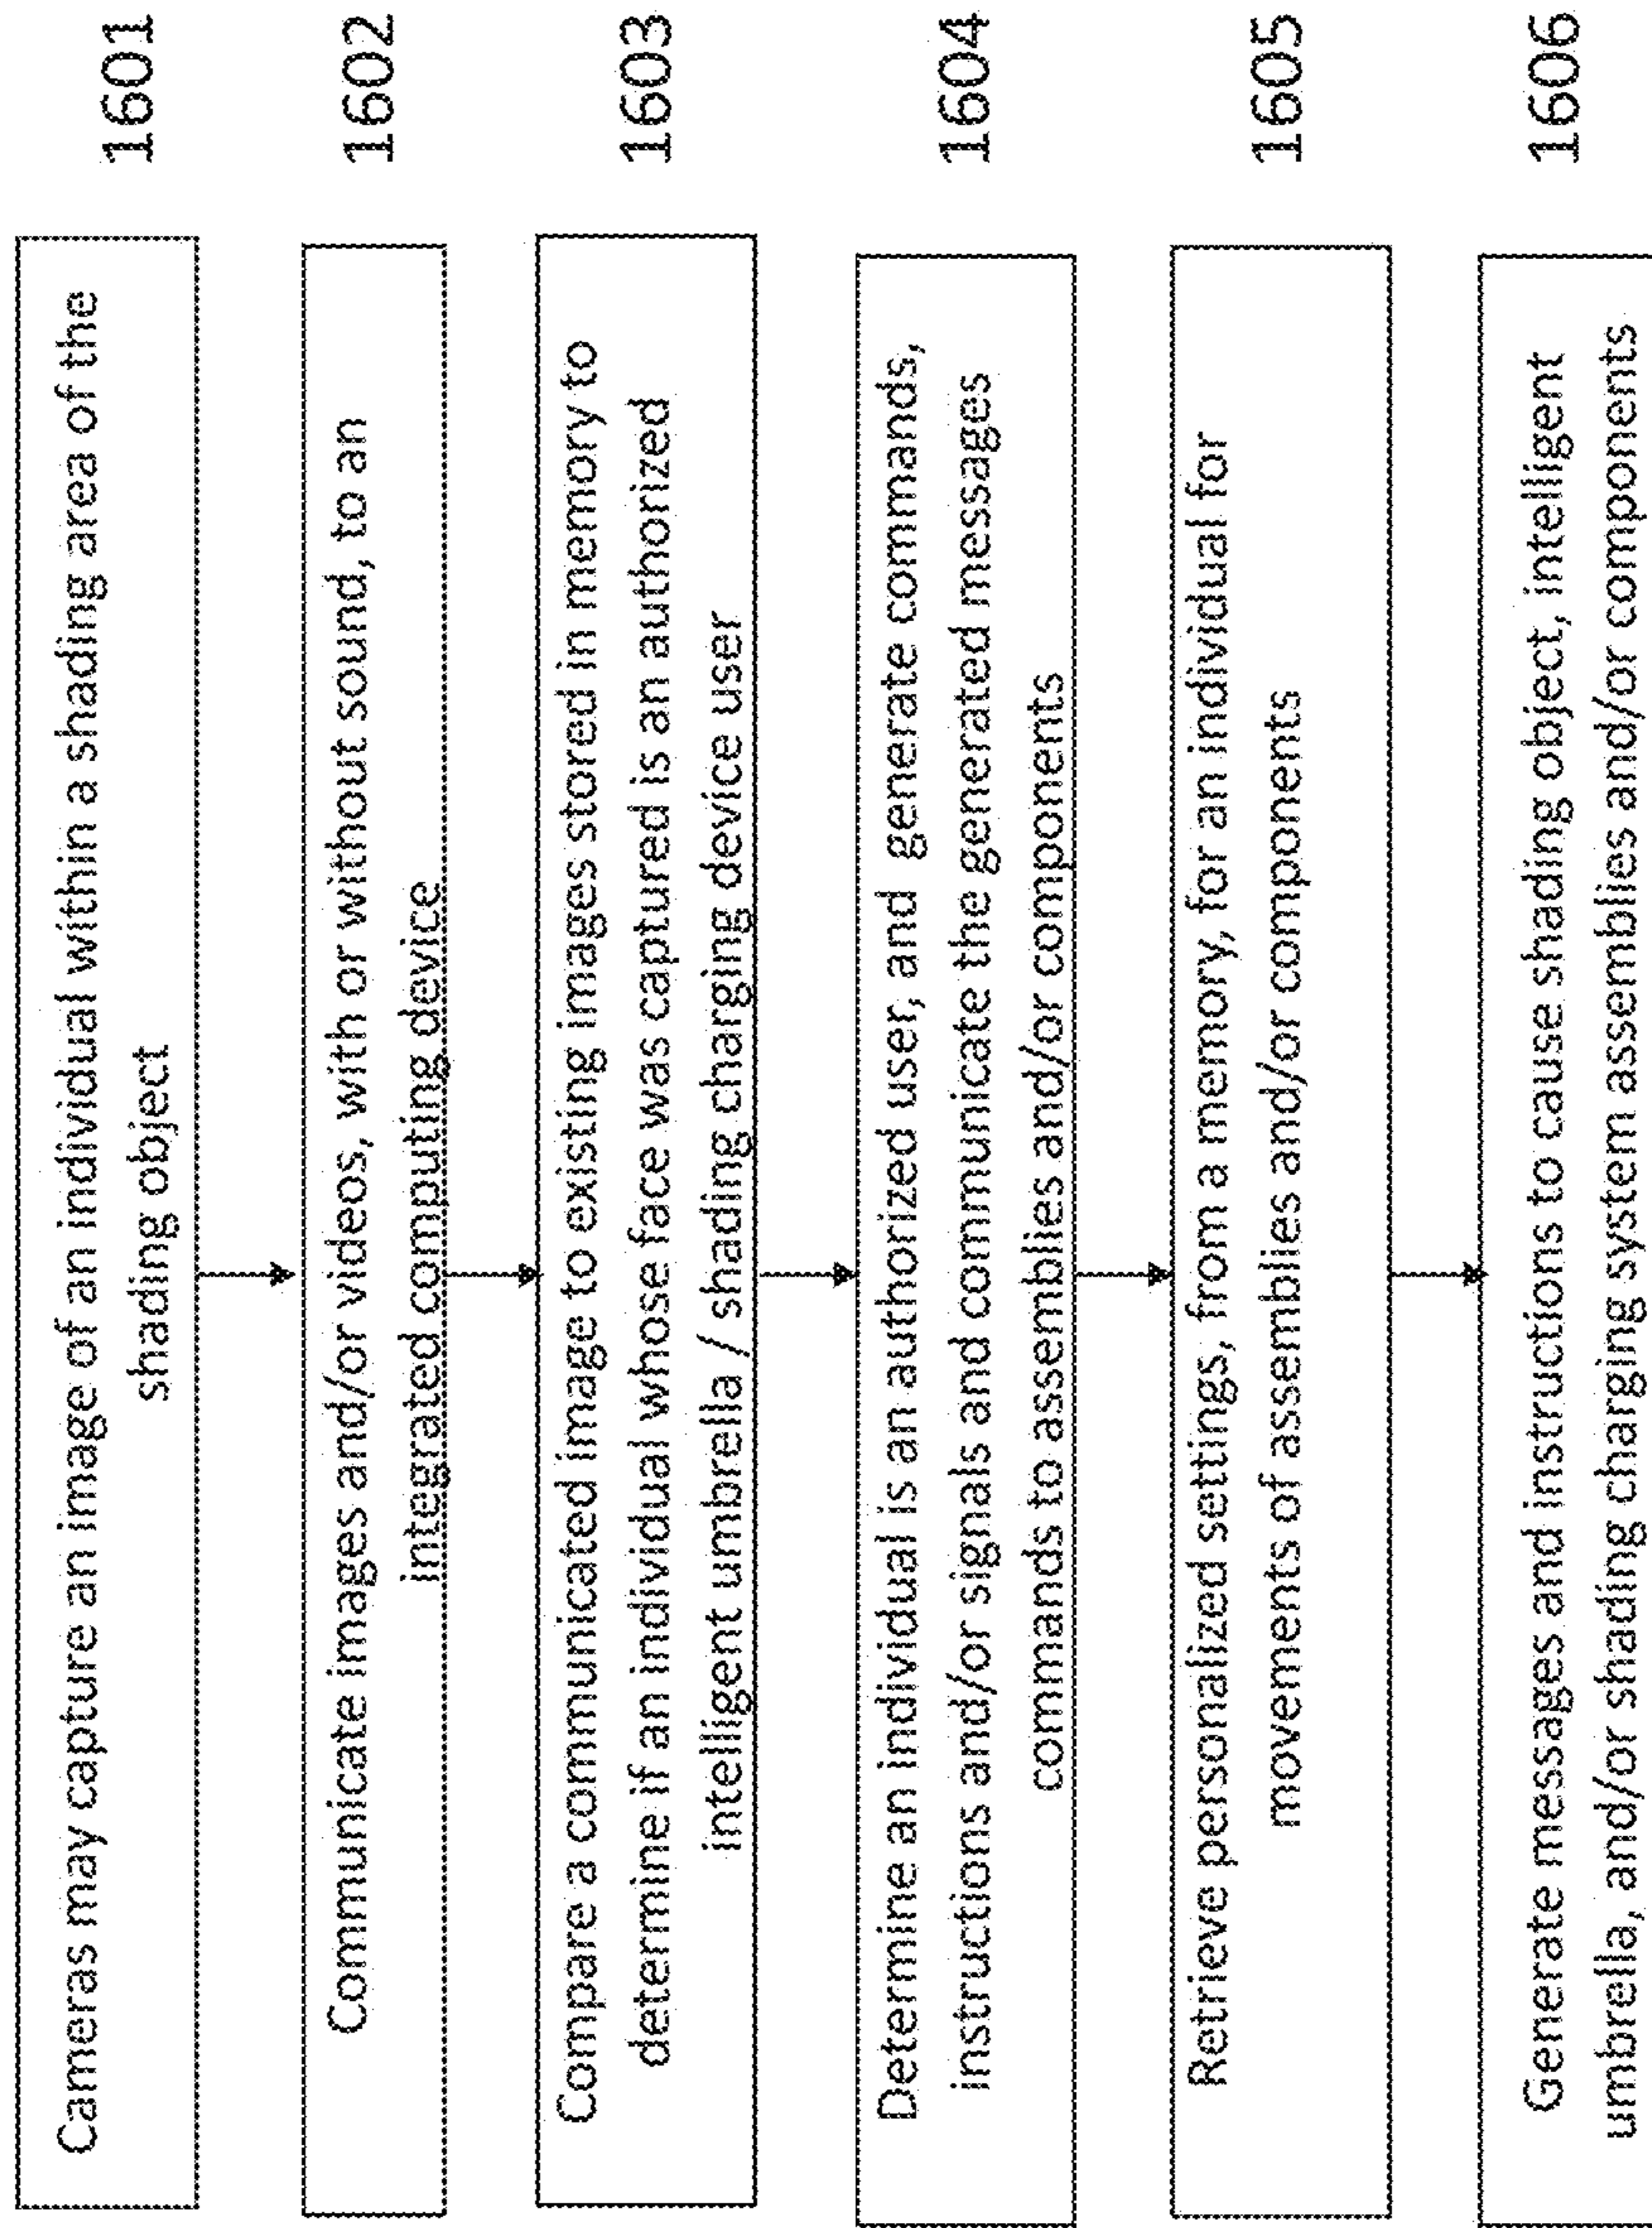 Cameras may capture an image of an individual within a shading area of the
shading object
1601
Communicate images and/or videos, with or without sound, to an
integrated computing device
1602
Compare a communicated image to existing images stored in memory to
determine if an individual whose face was captured is an authorized
intelligent umbrella / shading charging device user
1603
Determine an individual is an authorized user, and generate commands,
instructions and/or signals and communicate the generated messages
commands to assemblies and/or components
1604
Retrieve personalized settings, from a memory, for an individual for
movements of assemblies and/or components
1605
Generate messages and instructions to cause shading object, intelligent
umbrella, and/or shading charging system assemblies and/or components
1606